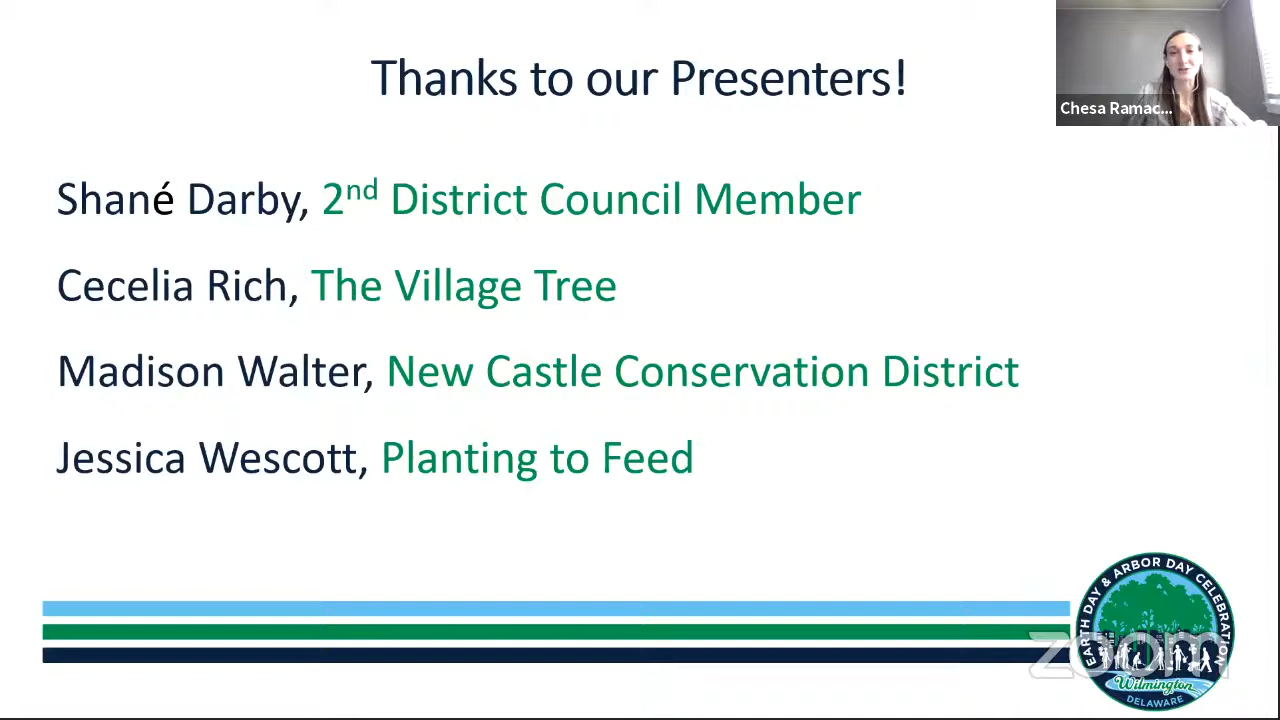 Thanks to our Presenters!
Chesa Ramac...
Shané Darby, 2nd District Council Member
Cecelia Rich, The Village Tree
Madison Walter, New Castle Conservation District
Jessica Wescott, Planting to Feed
EARTH DAY & ARBOR DAY CELEBRATION
zoom
Wilmington
DELAWARE